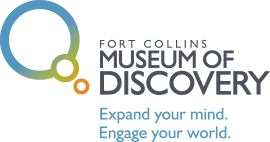 FORT COLLINS
MUSEUM OF
DISCOVERY
Expand your mind.
Engage your world.